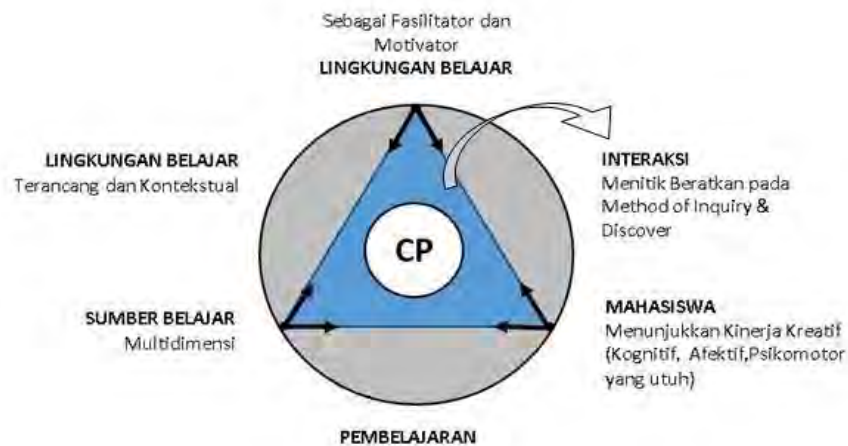 Sebagai Fasilitator dan
Motivator
LINGKUNGAN BELAJAR
LINGKUNGAN BELAJAR
Terancang dan Kontekstual
INTERAKSI
Menitik Beratkan pada
Method of Inquiry &
Discover
CP
SUMBER BELAJAR
Multidimensi
MAHASISWA
Menunjukkan Kinerja Kreatif
(Kognitif, Afektif,Psikomotor
yang utuh)
PEMBELAJARAN